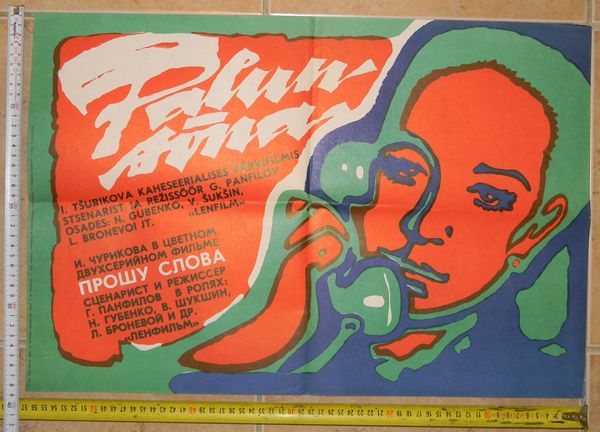 Palun sõna
I. TŠURIKOVA KAHESEERIALISES VÄRVIFILMIS
STSENARIST JA REŽISSÖÖR G. PANFILOV
OSADES: N. GUBENKO, V. ŠUKŠIN,
L. BRONEVOI JT. "LENFILM"
И. ЧУРИКОВА В ЦВЕТНОМ
ДВУХСЕРИЙНОМ ФИЛЬМЕ
ПРОШУ СЛОВА
СЦЕНАРИСТ И РЕЖИССЕР
Г. ПАНФИЛОВ В РОЛЯХ:
Н. ГУБЕНКО, В. ШУКШИН,
Л. БРОНЕВОЙ И ДР.
„ЛЕНФИЛЬМ"